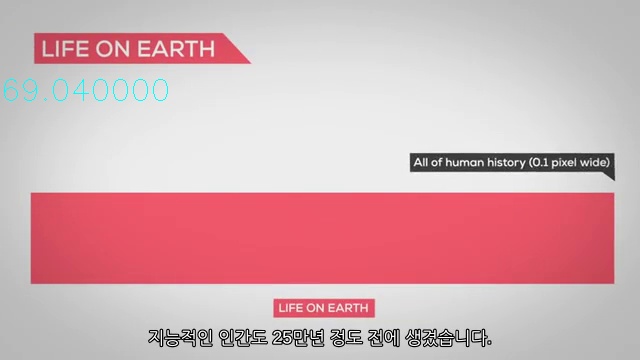 LIFE ON EARTH
69.040000
All of human history (0.1 pixel wide)
LIFE ON EARTH
지능적인 인간도 25만년 정도 전에 생겼습니다.